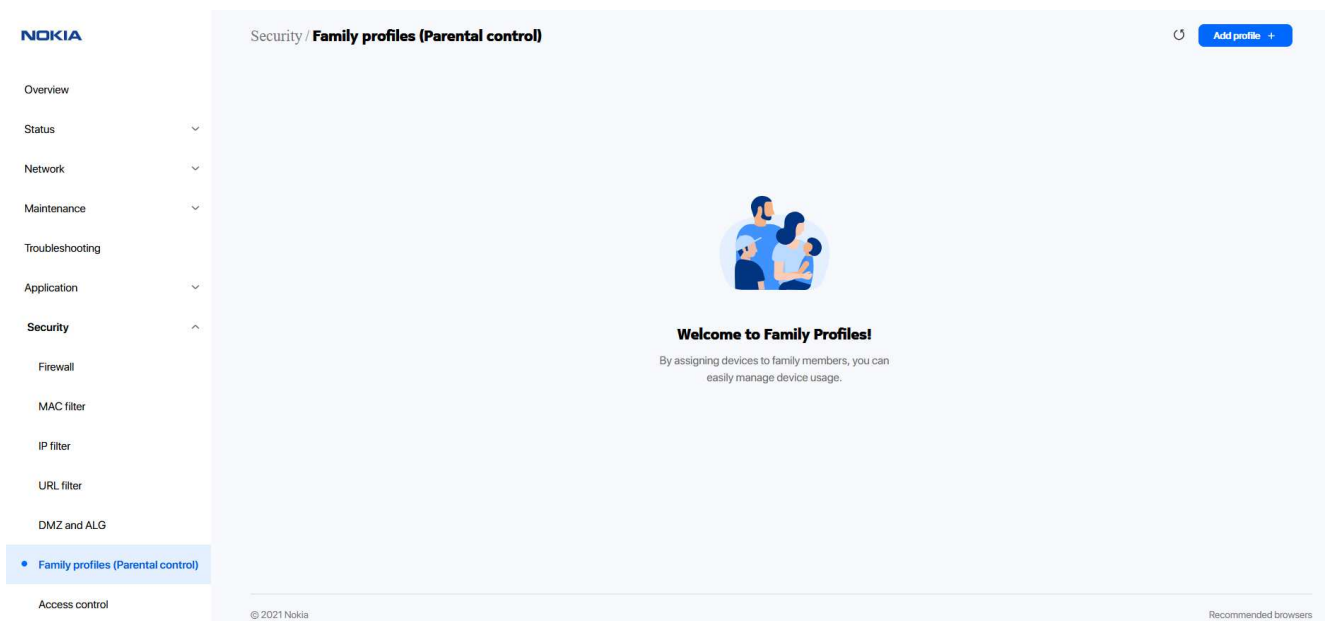 NOKIA
Security / Family profiles (Parental control)
Add profile +
Overview
Status
Network
Maintenance
Troubleshooting
Application
Security
Firewall
MAC filter
IP filter
URL filter
DMZ and ALG
Family profiles (Parental control)
Access control
Welcome to Family Profiles!
By assigning devices to family members, you can
easily manage device usage.
© 2021 Nokia
Recommended browsers